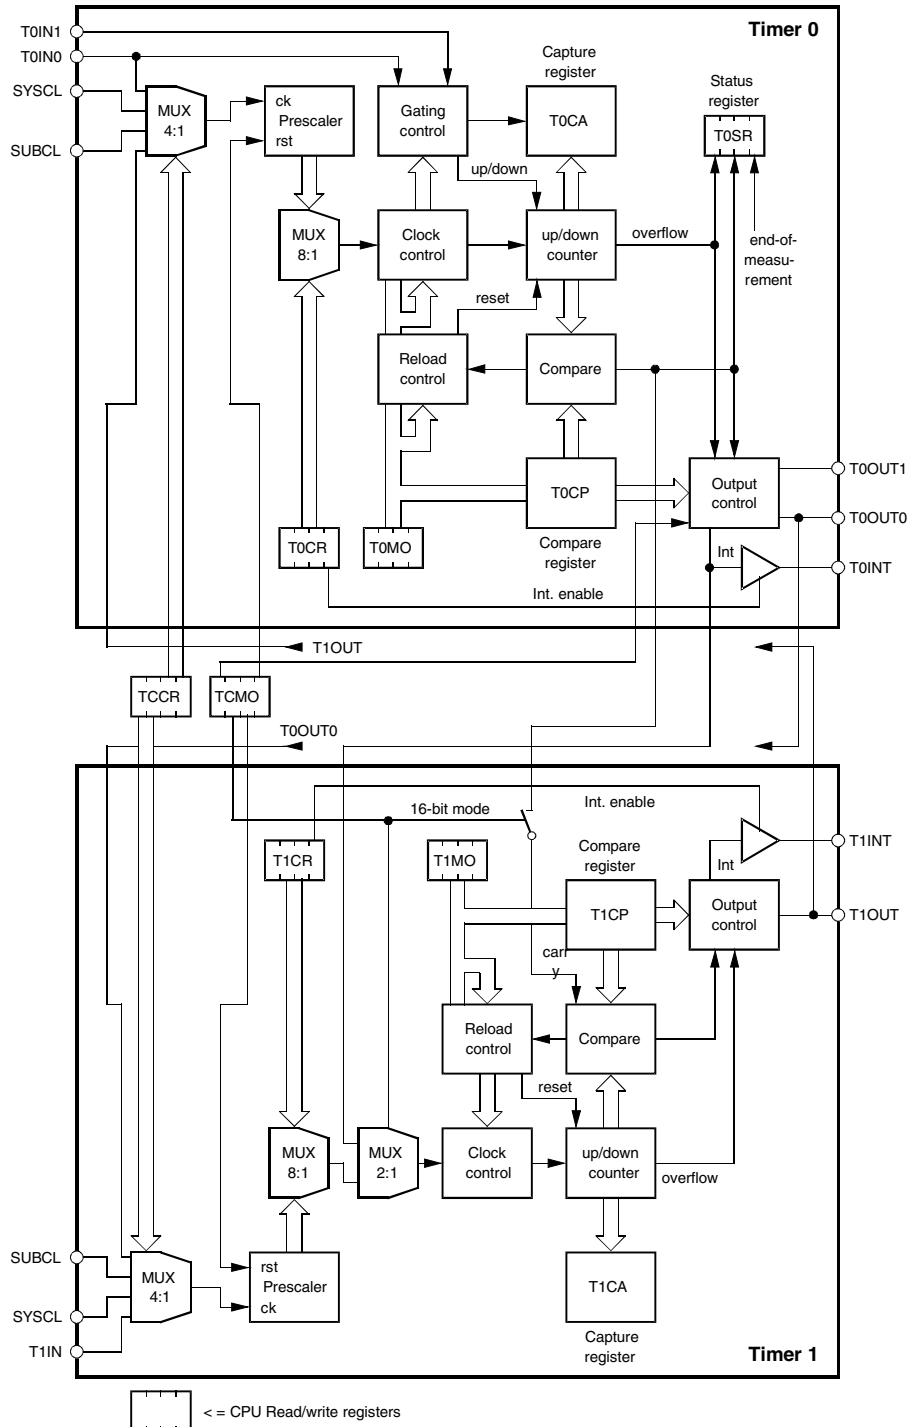 Timer 0
T0IN1
T0IN0
SYSCL
SUBCL
MUX
4:1
ck
Prescaler
rst
Gating
control
Capture
register
T0CA
Status
register
T0SR
up/down
MUX
8:1
Clock
control
up/down
counter
overflow
end-of-
measu-
rement
reset
Reload
control
Compare
T0CP
Output
control
T0OUT1
T0OUT0
T0CR
T0MO
Compare
register
Int
T0INT
Int. enable
T1OUT
TCCR
TCMO
T0OUT0
16-bit mode
Int. enable
T1CR
T1MO
Compare
register
T1INT
Int
T1CP
Output
control
T1OUT
carr
y
Reload
control
Compare
reset
MUX
8:1
MUX
2:1
Clock
control
up/down
counter
overflow
SUBCL
SYSCL
T1IN
MUX
4:1
rst
Prescaler
ck
T1CA
Capture
register
Timer 1
< = CPU Read/write registers